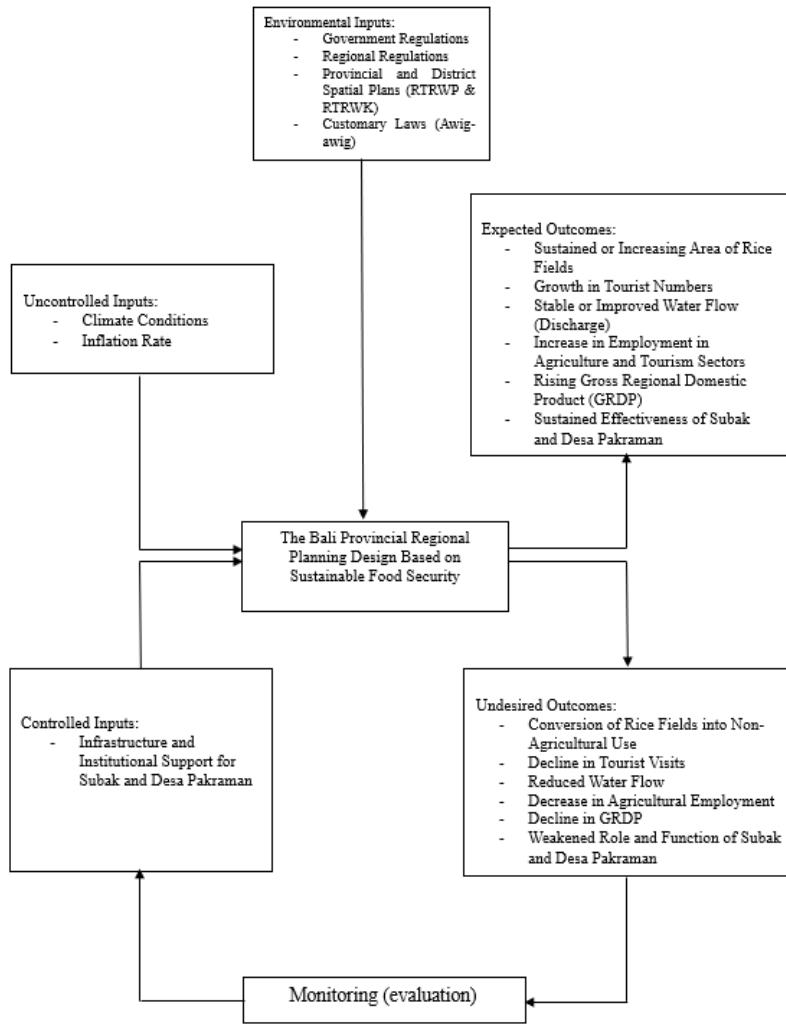 Environmental Inputs:
- Government Regulations
- Regional Regulations
- Provincial and District
Spatial Plans (RTRWP &
RTRWK)
- Customary Laws (Awig-
awig)
Expected Outcomes:
- Sustained or Increasing Area of Rice
Fields
- Growth in Tourist Numbers
- Stable or Improved Water Flow
(Discharge)
- Increase in Employment in
Agriculture and Tourism Sectors
- Rising Gross Regional Domestic
Product (GRDP)
- Sustained Effectiveness of Subak
and Desa Pakraman
Uncontrolled Inputs:
- Climate Conditions
- Inflation Rate
The Bali Provincial Regional
Planning Design Based on
Sustainable Food Security
Controlled Inputs:
- Infrastructure and
Institutional Support for
Subak and Desa Pakraman
Undesired Outcomes:
- Conversion of Rice Fields into Non-
Agricultural Use
- Decline in Tourist Visits
- Reduced Water Flow
- Decrease in Agricultural Employment
- Decline in GRDP
- Weakened Role and Function of Subak
and Desa Pakraman
Monitoring (evaluation)